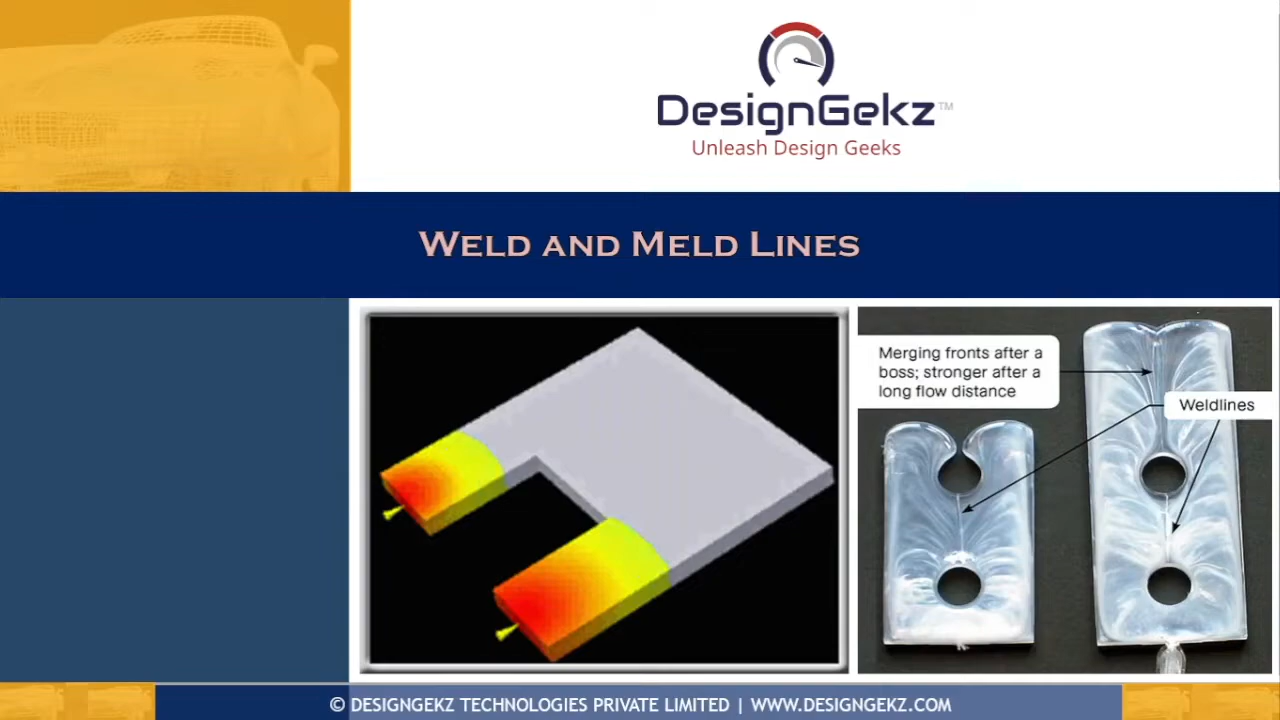 DesignGekz™
Unleash Design Geeks
WELD AND MELD LINES
Merging fronts after a
boss; stronger after a
long flow distance
Weldlines
© DESIGNGEKZ TECHNOLOGIES PRIVATE LIMITED | WWW.DESIGNGEKZ.COM